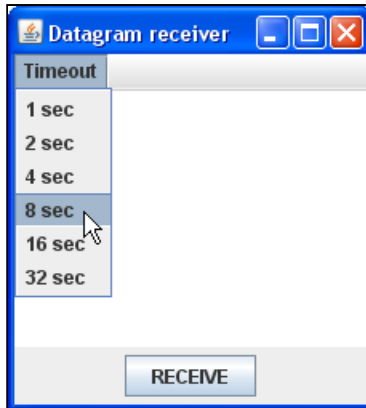 Datagram receiver
Timeout
1 sec
2 sec
4 sec
8 sec
16 sec
32 sec
RECEIVE